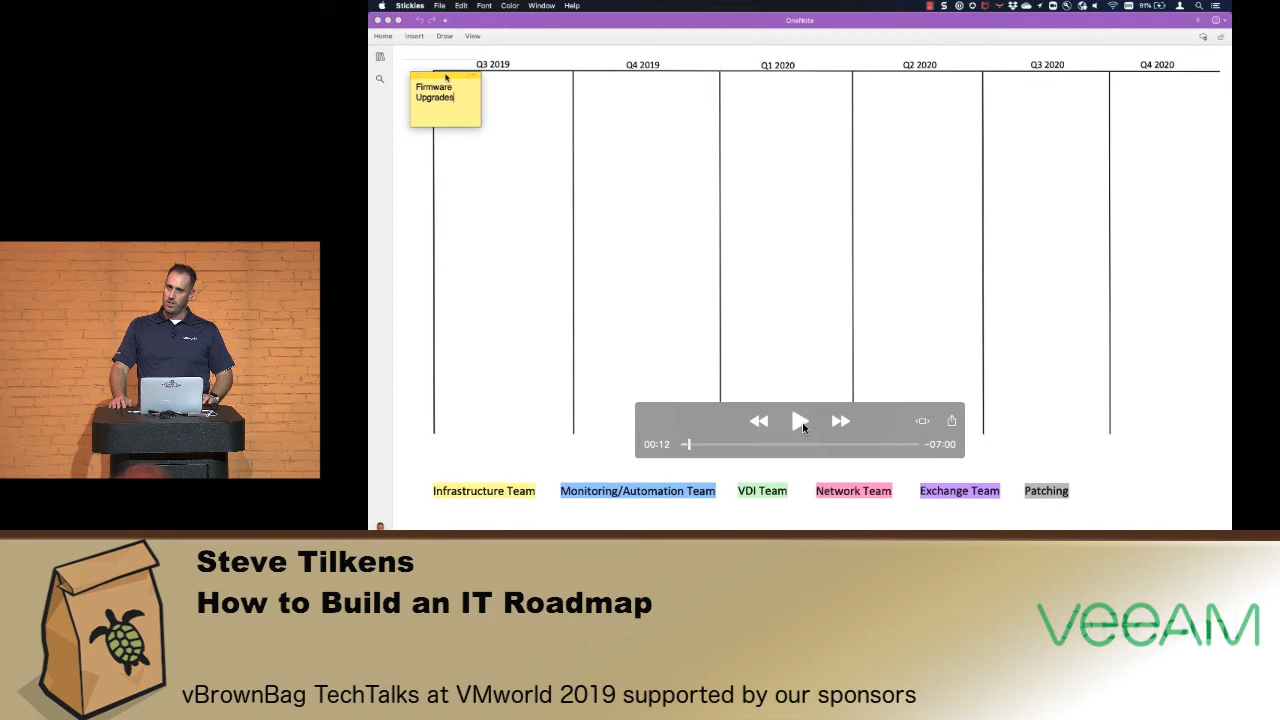 Stickies File Edit Font Color Window Help 91%
OneNote
Home Insert Draw View
Q3 2019 Q4 2019 Q1 2020 Q2 2020 Q3 2020 Q4 2020
Firmware
Upgrades
00:12 -07:00
Infrastructure Team Monitoring/Automation Team VDI Team Network Team Exchange Team Patching
Steve Tilkens
How to Build an IT Roadmap
veeAM
vBrownBag TechTalks at VMworld 2019 supported by our sponsors